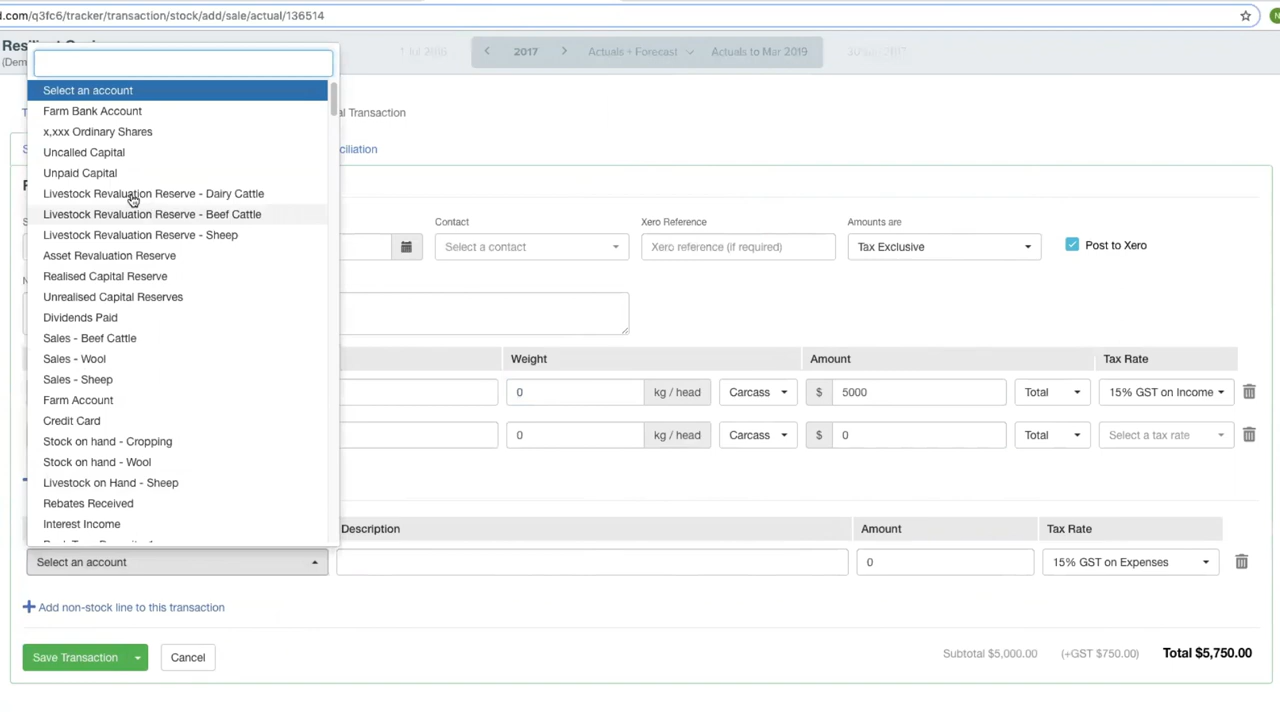 d.com/q3fc6/tracker/transaction/stock/add/sale/actual/136514
1 Jul 2016
2017
Actuals + Forecast
Actuals to Mar 2019
Select an account
Farm Bank Account
x,xxx Ordinary Shares
al Transaction
Uncalled Capital
ciliation
Unpaid Capital
Livestock Revaluation Reserve - Dairy Cattle
Livestock Revaluation Reserve - Beef Cattle
Livestock Revaluation Reserve - Sheep
Asset Revaluation Reserve
Realised Capital Reserve
Unrealised Capital Reserves
Dividends Paid
Sales - Beef Cattle
Sales - Wool
Sales - Sheep
Farm Account
Credit Card
Stock on hand - Cropping
Stock on hand - Wool
Livestock on Hand - Sheep
Rebates Received
Interest Income
Contact
Xero Reference
Amounts are
Select a contact
Xero reference (if required)
Tax Exclusive
Post to Xero
Weight
Amount
Tax Rate
0
kg / head
Carcass
$
5000
Total
15% GST on Income
0
kg / head
Carcass
$
0
Total
Select a tax rate
Description
Amount
Tax Rate
Select an account
0
15% GST on Expenses
+ Add non-stock line to this transaction
Save Transaction
Cancel
Subtotal $5,000.00
(+GST $750.00)
Total $5,750.00